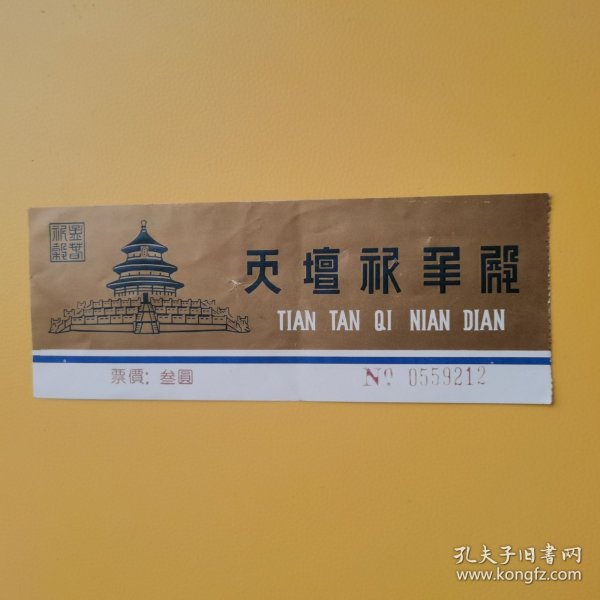 天壇祈年殿
TIAN TAN QI NIAN DIAN
票價：叁圓
Nº 0559212
孔夫子旧书网
www.kongfz.com